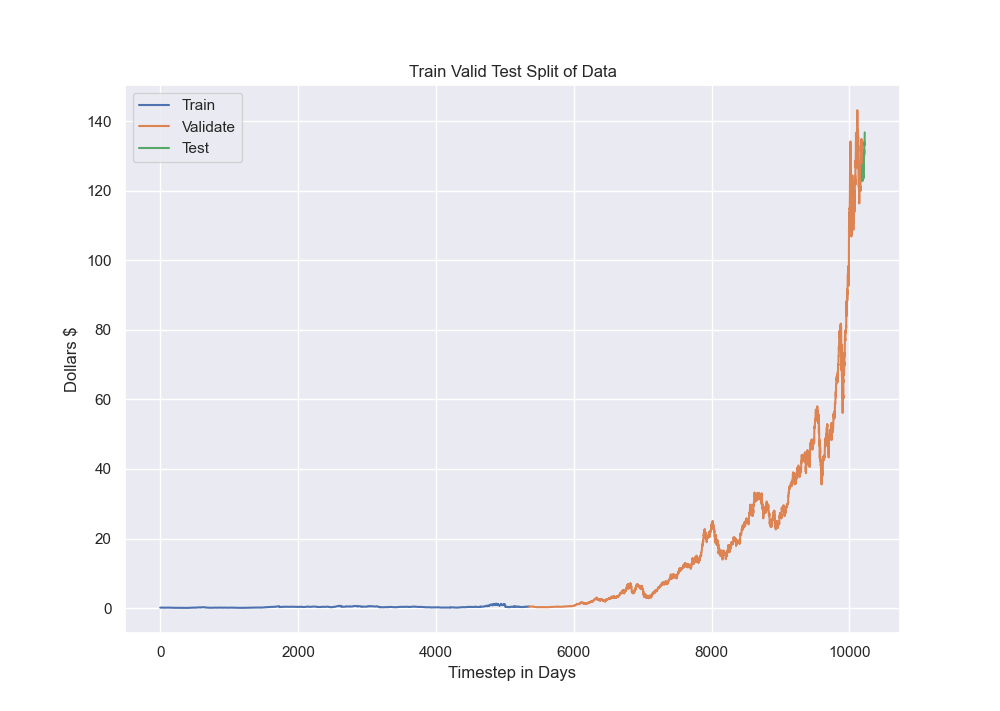 Train Valid Test Split of Data
Train
Validate
Test
140
120
100
80
60
40
20
0
Dollars $
0 2000 4000 6000 8000 10000
Timestep in Days